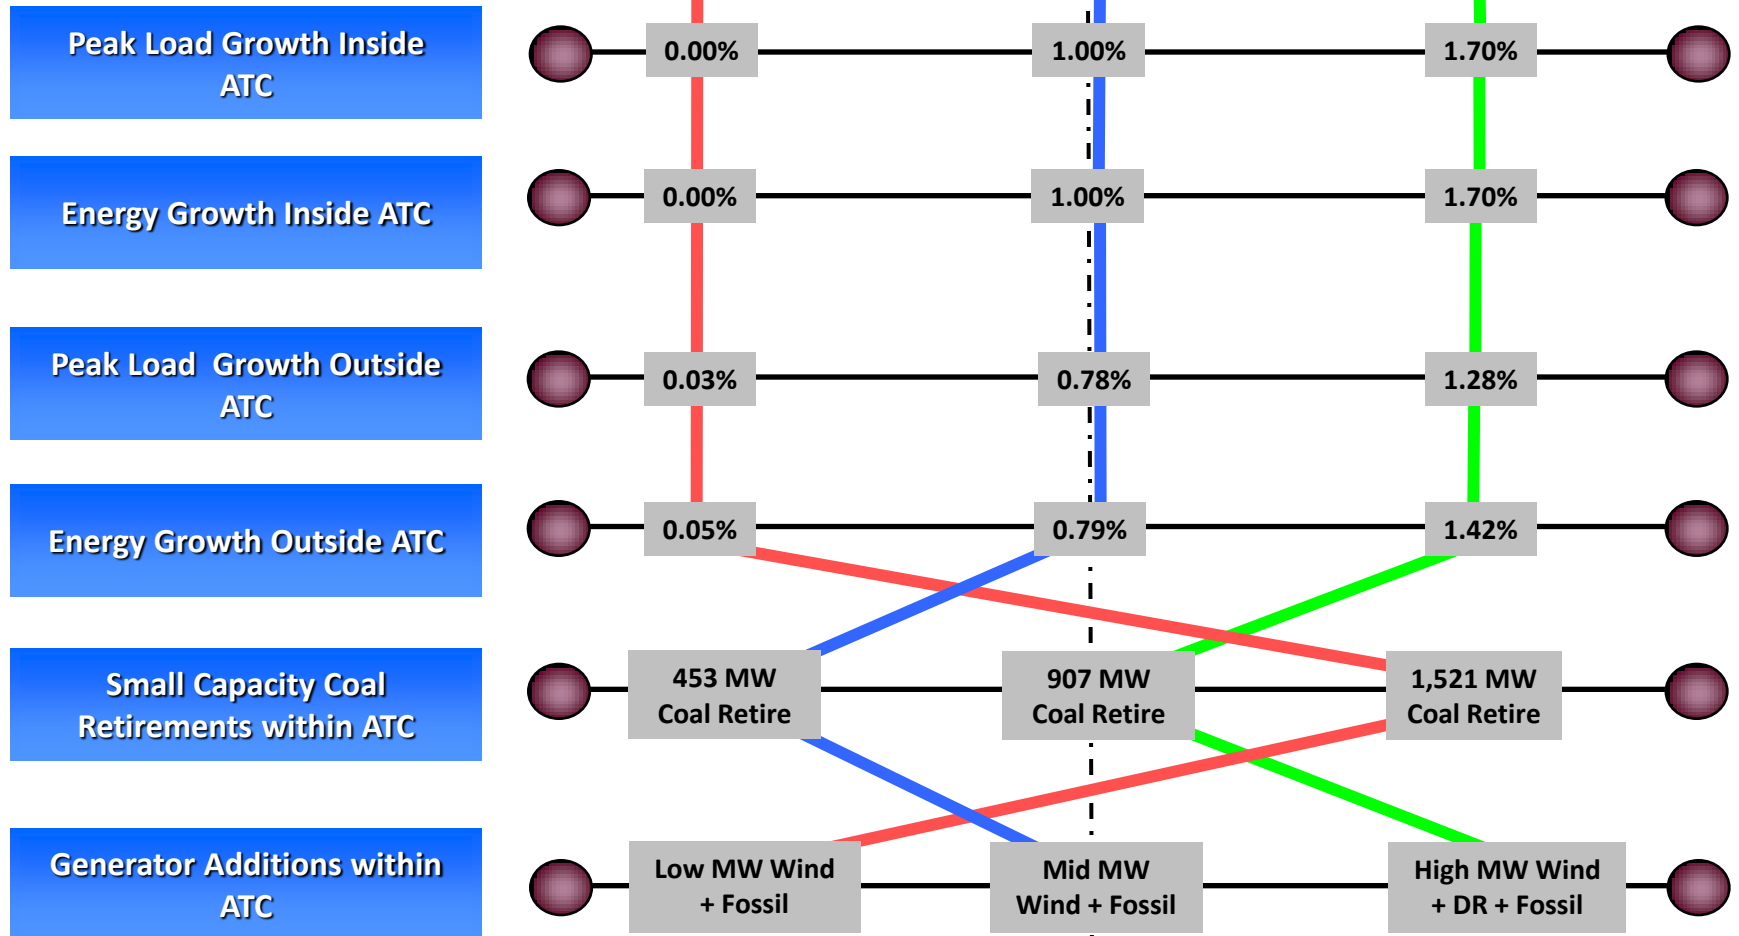 Peak Load Growth Inside
ATC
0.00%
1.00%
1.70%
Energy Growth Inside ATC
0.00%
1.00%
1.70%
Peak Load  Growth Outside
ATC
0.03%
0.78%
1.28%
Energy Growth Outside ATC
0.05%
0.79%
1.42%
Small Capacity Coal
Retirements within ATC
453 MW
Coal Retire
907 MW
Coal Retire
1,521 MW
Coal Retire
Generator Additions within
ATC
Low MW Wind
+ Fossil
Mid MW
Wind + Fossil
High MW Wind
+ DR + Fossil